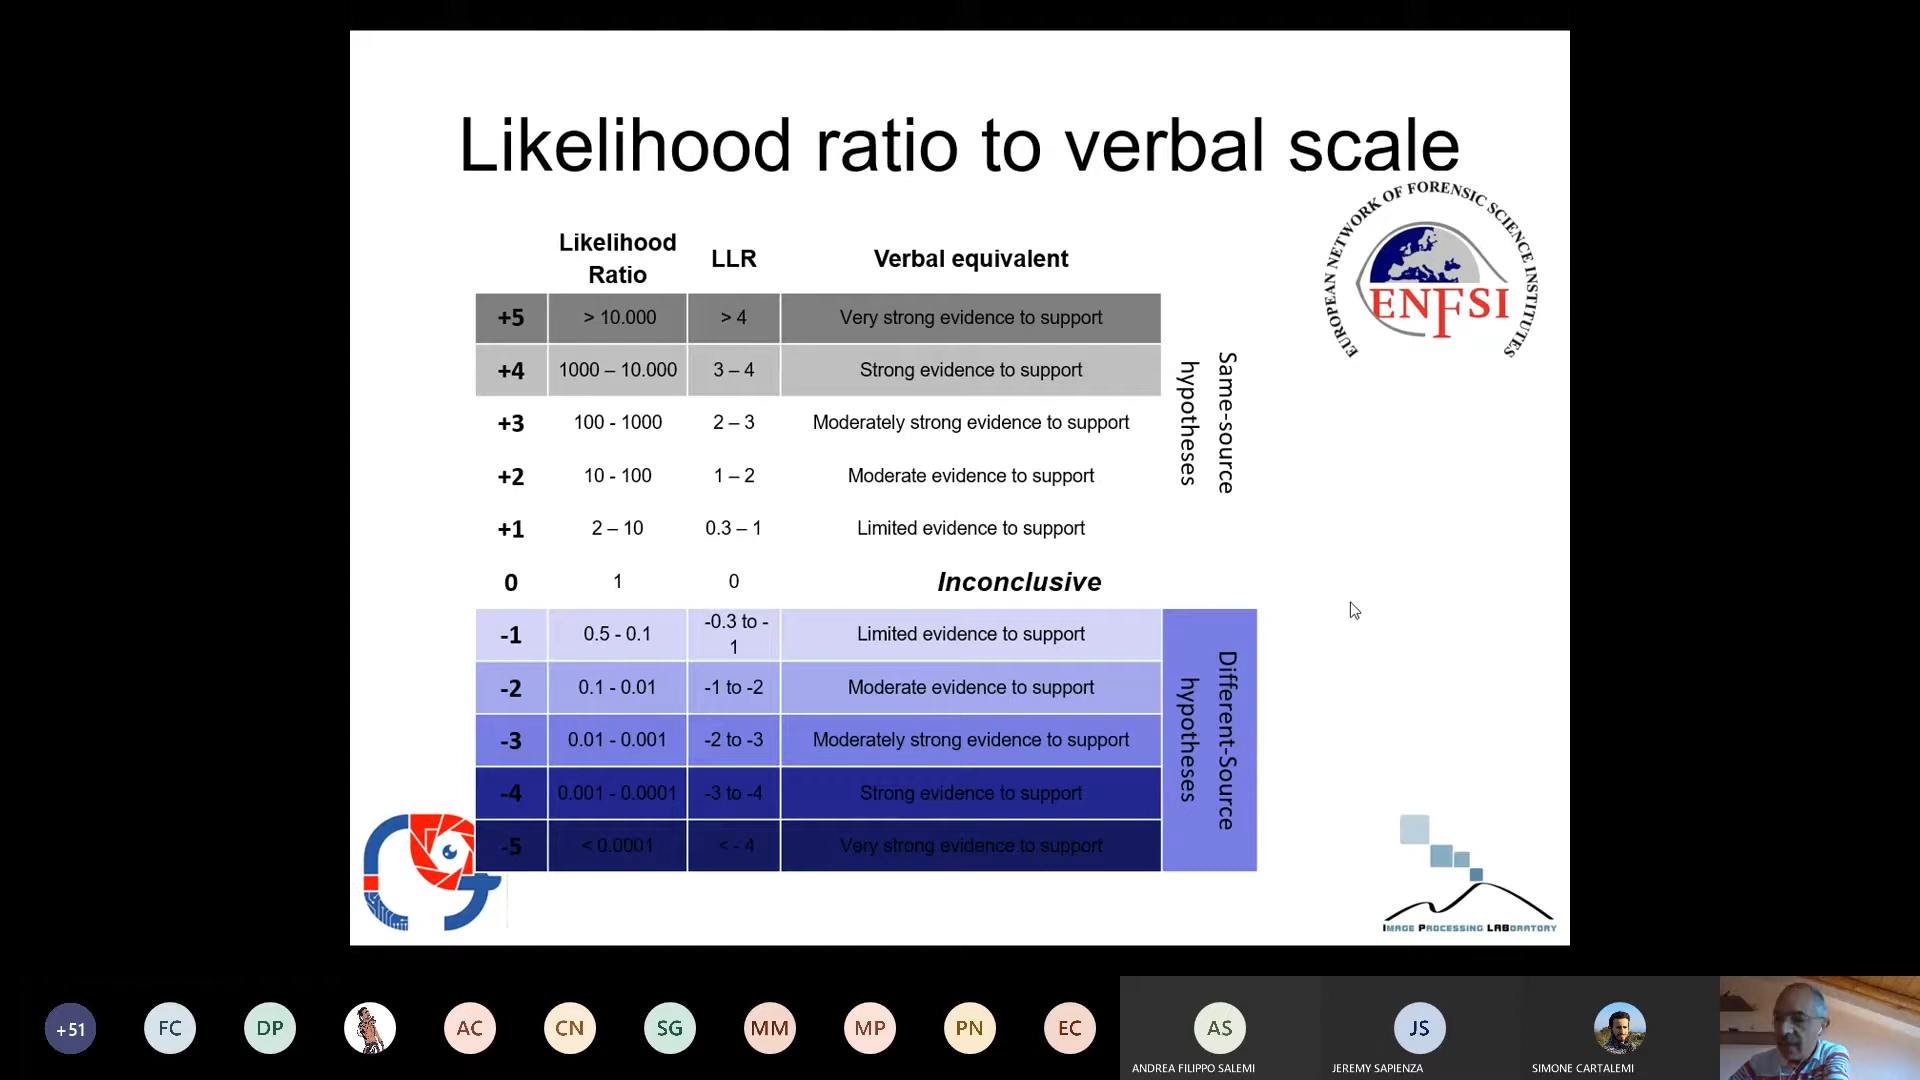 Likelihood ratio to verbal scale
EUROPEAN NETWORK OF FORENSIC SCIENCE INSTITUTES
ENFSI
Likelihood Ratio LLR Verbal equivalent
+5 > 10.000 > 4 Very strong evidence to support
+4 1000 – 10.000 3 – 4 Strong evidence to support
+3 100 - 1000 2 – 3 Moderately strong evidence to support
+2 10 - 100 1 – 2 Moderate evidence to support
+1 2 – 10 0.3 – 1 Limited evidence to support
Same-source
hypotheses
0 1 0 Inconclusive
-1 0.5 - 0.1 -0.3 to -1 Limited evidence to support
-2 0.1 - 0.01 -1 to -2 Moderate evidence to support
-3 0.01 - 0.001 -2 to -3 Moderately strong evidence to support
-4 0.001 - 0.0001 -3 to -4 Strong evidence to support
-5 < 0.0001 < - 4 Very strong evidence to support
Different-Source
hypotheses
IMAGE PROCESSING LABORATORY
+51 FC DP AC CN SG MM MP PN EC AS JS
ANDREA FILIPPO SALEMI JEREMY SAPIENZA SIMONE CARTALEMI